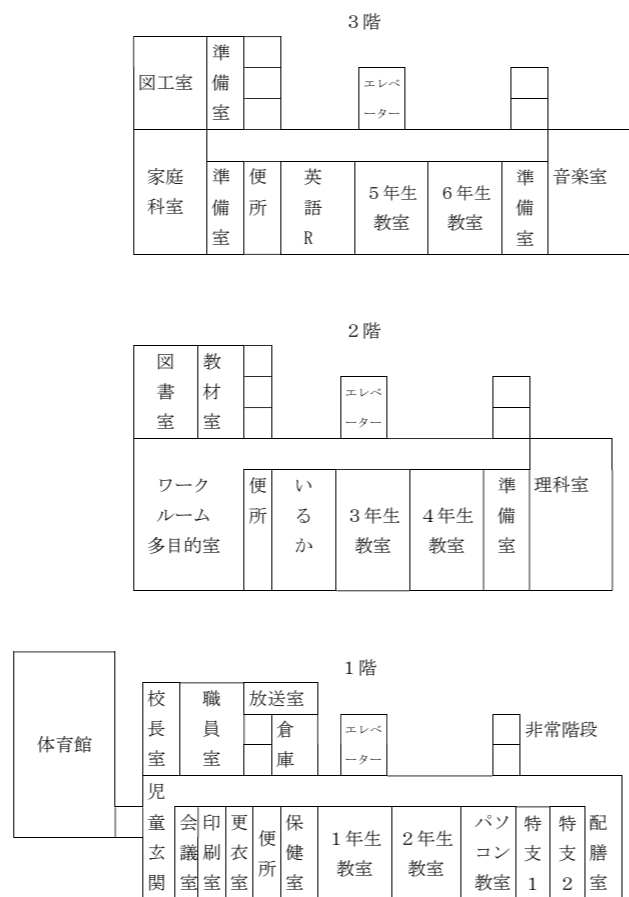 3階
図工室
準備室
エレベーター
家庭科室
準備室
便所
英語R
5年生教室
6年生教室
準備室
音楽室
2階
図書室
教材室
エレベーター
ワークルーム多目的室
便所
いるか
3年生教室
4年生教室
準備室
理科室
1階
体育館
校長室
職員室
放送室
倉庫
エレベーター
非常階段
児童玄関
会議室
印刷室
更衣室
便所
保健室
1年生教室
2年生教室
パソコン教室
特支1
特支2
配膳室